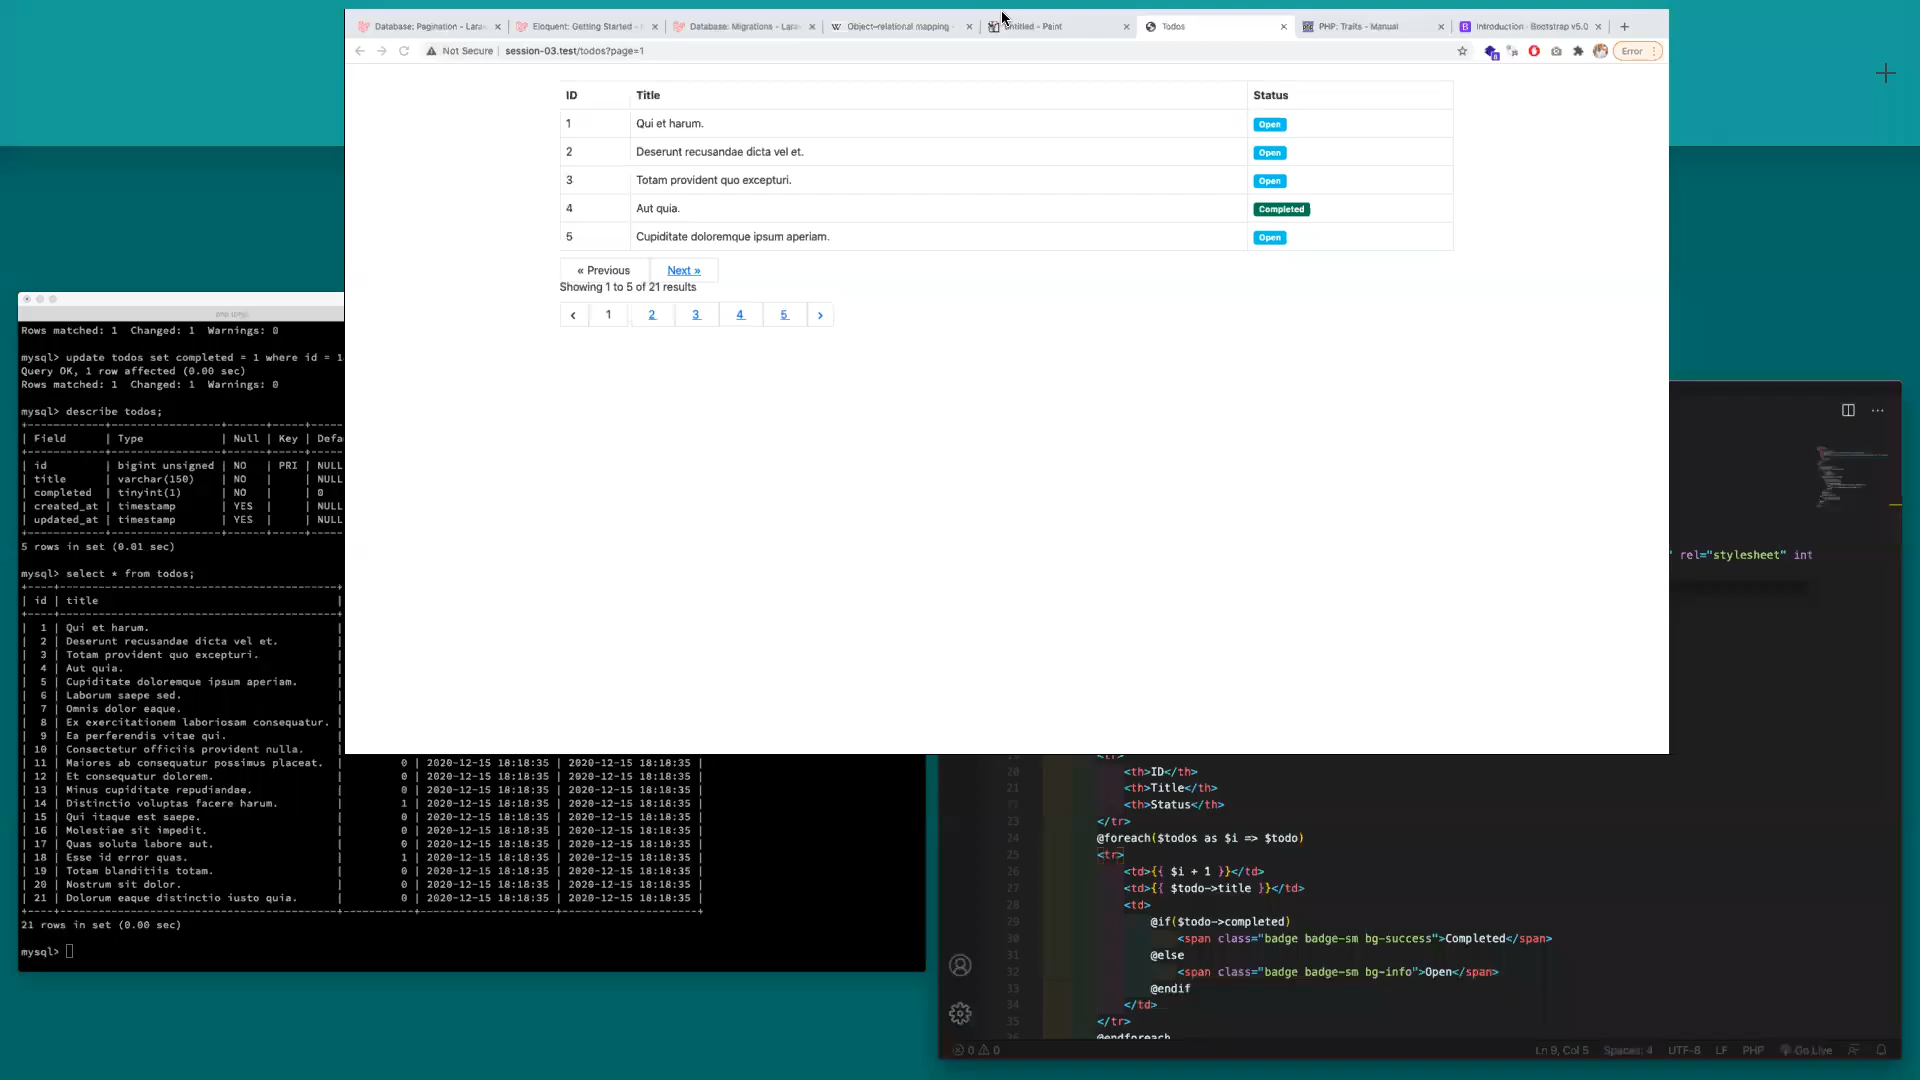 Database: Pagination - Lara
Eloquent: Getting Started -
Database: Migrations - Lara
Object-relational mapping -
Untitled - Paint
Todos
PHP: Traits - Manual
Introduction · Bootstrap v5.0
Not Secure
session-03.test/todos?page=1
Error
ID Title Status
1 Qui et harum. Open
2 Deserunt recusandae dicta vel et. Open
3 Totam provident quo excepturi. Open
4 Aut quia. Completed
5 Cupiditate doloremque ipsum aperiam. Open
« Previous Next »
Showing 1 to 5 of 21 results
‹ 1 2 3 4 5 ›
Rows matched: 1  Changed: 1  Warnings: 0
mysql> update todos set completed = 1 where id = 1
Query OK, 1 row affected (0.00 sec)
Rows matched: 1  Changed: 1  Warnings: 0
mysql> describe todos;
| Field | Type | Null | Key | Defa
| id | bigint unsigned | NO | PRI | NULL
| title | varchar(150) | NO | | NULL
| completed | tinyint(1) | NO | | 0
| created_at | timestamp | YES | | NULL
| updated_at | timestamp | YES | | NULL
5 rows in set (0.01 sec)
mysql> select * from todos;
| id | title |
| 1 | Qui et harum. |
| 2 | Deserunt recusandae dicta vel et. |
| 3 | Totam provident quo excepturi. |
| 4 | Aut quia. |
| 5 | Cupiditate doloremque ipsum aperiam. |
| 6 | Laborum saepe sed. |
| 7 | Omnis dolor eaque. |
| 8 | Ex exercitationem laboriosam consequatur. |
| 9 | Ea perferendis vitae qui. |
| 10 | Consectetur officiis provident nulla. |
| 11 | Maiores ab consequatur possimus placeat. | 0 | 2020-12-15 18:18:35 | 2020-12-15 18:18:35 |
| 12 | Et consequatur dolorem. | 0 | 2020-12-15 18:18:35 | 2020-12-15 18:18:35 |
| 13 | Minus cupiditate repudiandae. | 0 | 2020-12-15 18:18:35 | 2020-12-15 18:18:35 |
| 14 | Distinctio voluptas facere harum. | 1 | 2020-12-15 18:18:35 | 2020-12-15 18:18:35 |
| 15 | Qui itaque est saepe. | 0 | 2020-12-15 18:18:35 | 2020-12-15 18:18:35 |
| 16 | Molestiae sit impedit. | 0 | 2020-12-15 18:18:35 | 2020-12-15 18:18:35 |
| 17 | Quas soluta labore aut. | 0 | 2020-12-15 18:18:35 | 2020-12-15 18:18:35 |
| 18 | Esse id error quas. | 1 | 2020-12-15 18:18:35 | 2020-12-15 18:18:35 |
| 19 | Totam blanditiis totam. | 0 | 2020-12-15 18:18:35 | 2020-12-15 18:18:35 |
| 20 | Nostrum sit dolor. | 0 | 2020-12-15 18:18:35 | 2020-12-15 18:18:35 |
| 21 | Dolorum eaque distinctio iusto quia. | 0 | 2020-12-15 18:18:35 | 2020-12-15 18:18:35 |
21 rows in set (0.00 sec)
mysql>
" rel="stylesheet" int
20 <th>ID</th>
21 <th>Title</th>
<th>Status</th>
23 </tr>
24 @foreach($todos as $i => $todo)
25 <tr>
26 <td>{{ $i + 1 }}</td>
27 <td>{{ $todo->title }}</td>
28 <td>
29 @if($todo->completed)
30 <span class="badge badge-sm bg-success">Completed</span>
31 @else
32 <span class="badge badge-sm bg-info">Open</span>
33 @endif
34 </td>
35 </tr>
@endforeach
0 0 Ln 9, Col 5 Spaces: 4 UTF-8 LF PHP Go Live